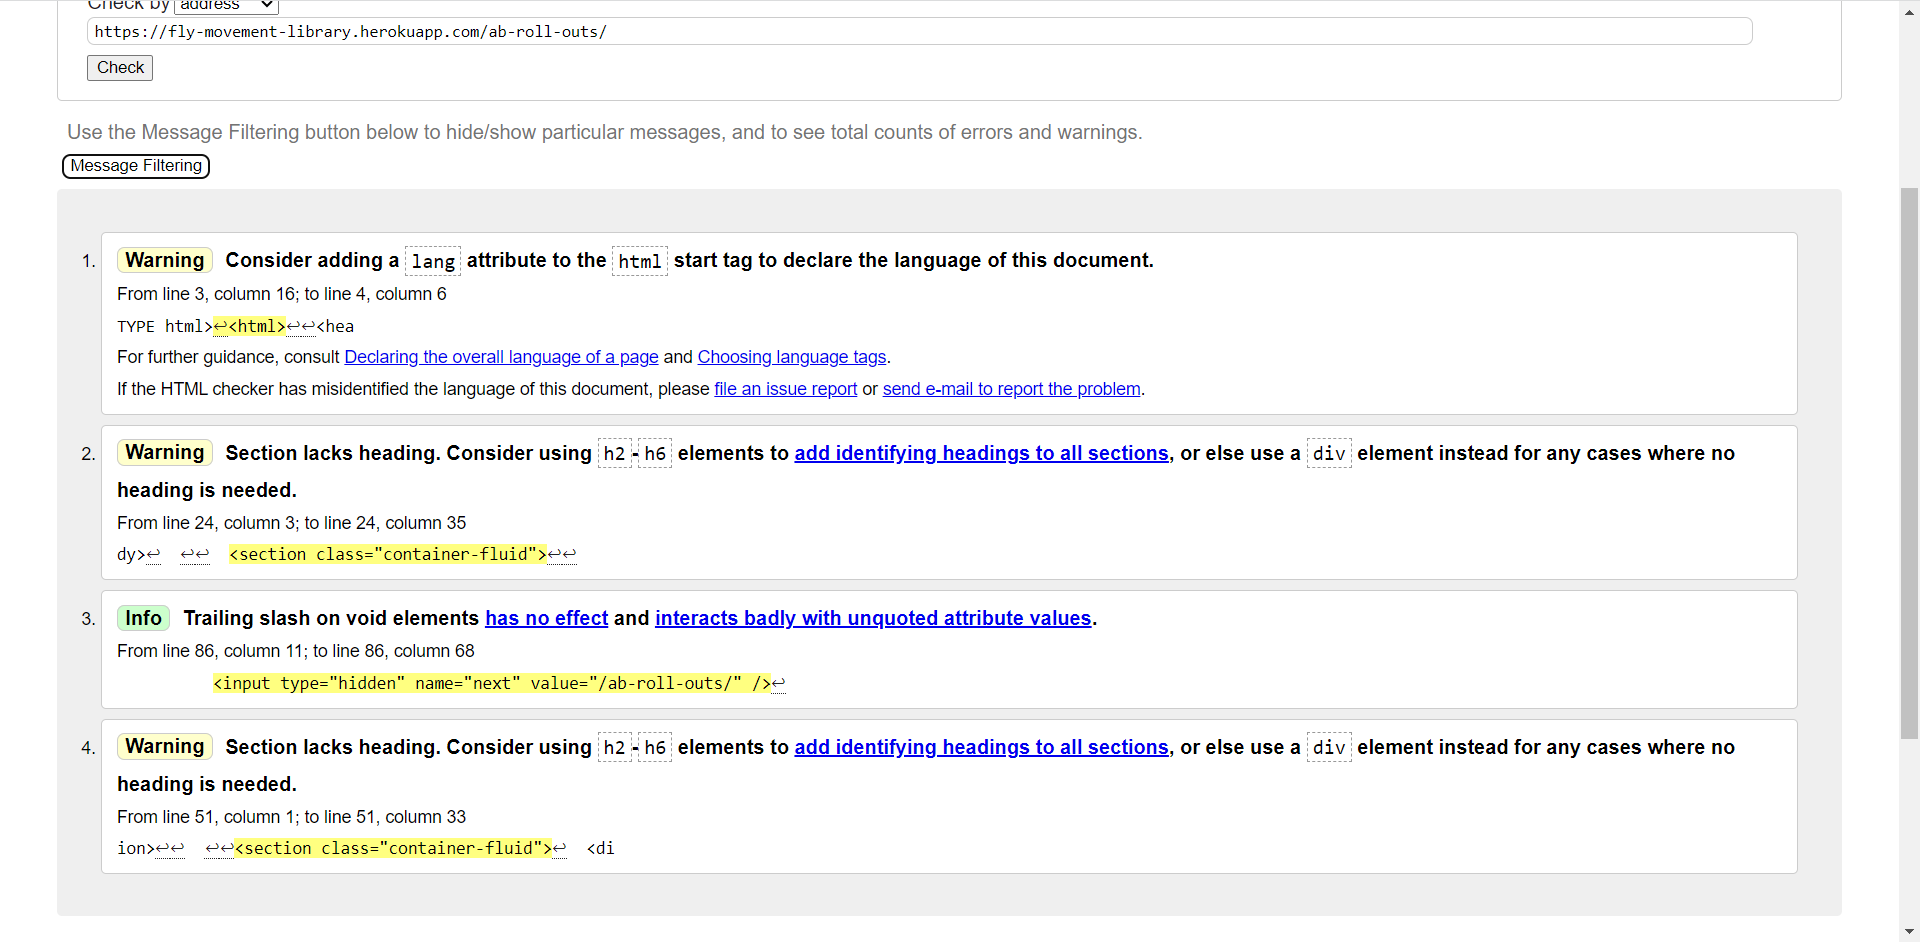 Check by address
https://fly-movement-library.herokuapp.com/ab-roll-outs/
Check
Use the Message Filtering button below to hide/show particular messages, and to see total counts of errors and warnings.
Message Filtering
1. Warning Consider adding a lang attribute to the html start tag to declare the language of this document.
From line 3, column 16; to line 4, column 6
TYPE html>↩<html>↩↩<hea
For further guidance, consult Declaring the overall language of a page and Choosing language tags.
If the HTML checker has misidentified the language of this document, please file an issue report or send e-mail to report the problem.
2. Warning Section lacks heading. Consider using h2-h6 elements to add identifying headings to all sections, or else use a div element instead for any cases where no
heading is needed.
From line 24, column 3; to line 24, column 35
dy>↩  ↩↩  <section class="container-fluid">↩↩
3. Info Trailing slash on void elements has no effect and interacts badly with unquoted attribute values.
From line 86, column 11; to line 86, column 68
<input type="hidden" name="next" value="/ab-roll-outs/" />↩
4. Warning Section lacks heading. Consider using h2-h6 elements to add identifying headings to all sections, or else use a div element instead for any cases where no
heading is needed.
From line 51, column 1; to line 51, column 33
ion>↩↩  ↩↩<section class="container-fluid">↩  <di